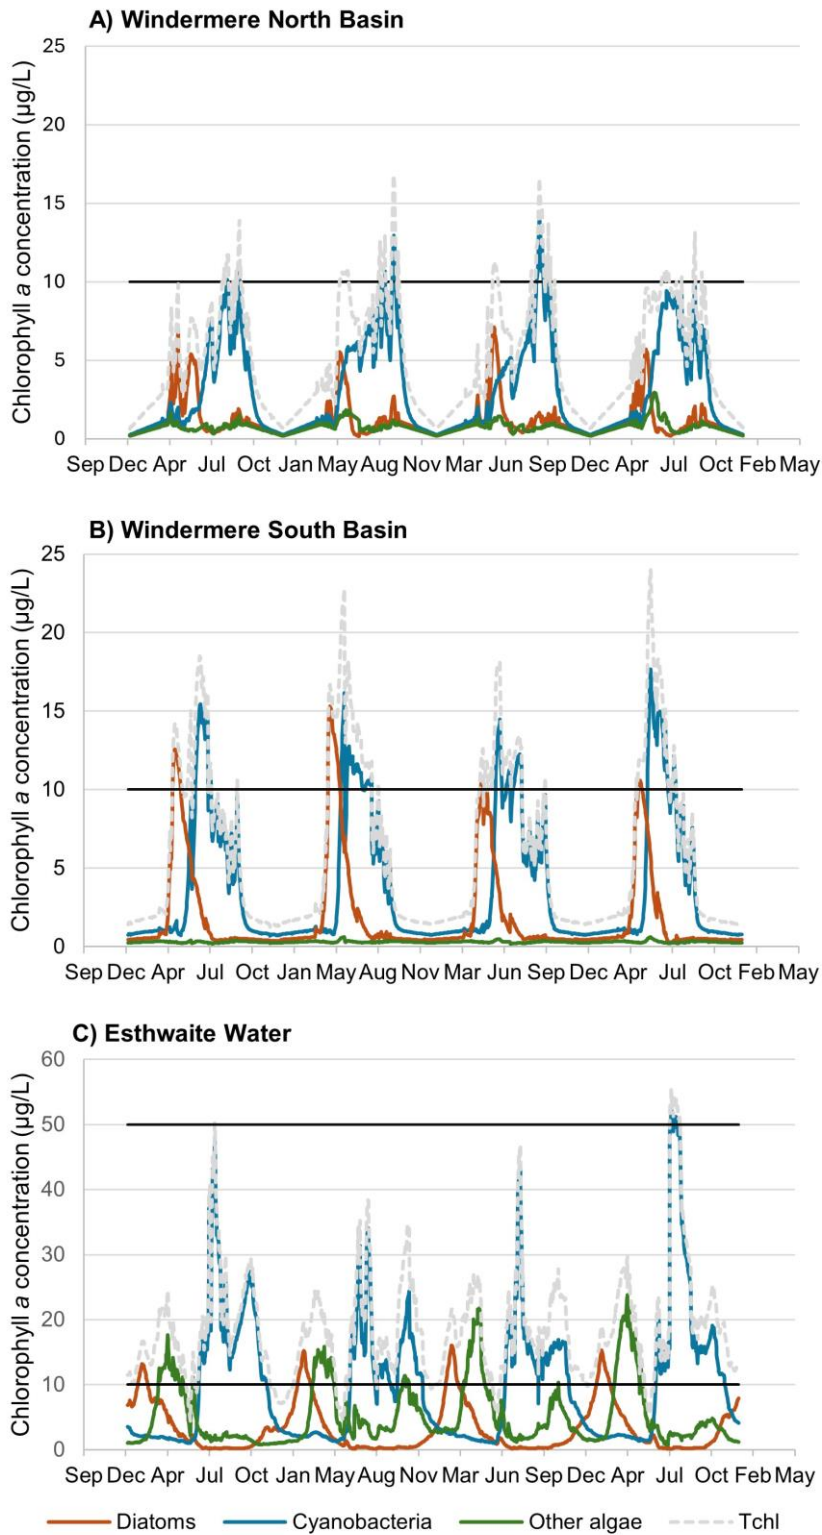 A) Windermere North Basin
Chlorophyll a concentration (µg/L)
25
20
15
10
5
0
Sep Dec Apr Jul Oct Jan May Aug Nov Mar Jun Sep Dec Apr Jul Oct Feb May
B) Windermere South Basin
Chlorophyll a concentration (µg/L)
25
20
15
10
5
0
Sep Dec Apr Jul Oct Jan May Aug Nov Mar Jun Sep Dec Apr Jul Oct Feb May
C) Esthwaite Water
Chlorophyll a concentration (µg/L)
60
50
40
30
20
10
0
Sep Dec Apr Jul Oct Jan May Aug Nov Mar Jun Sep Dec Apr Jul Oct Feb May
Diatoms Cyanobacteria Other algae Tchl